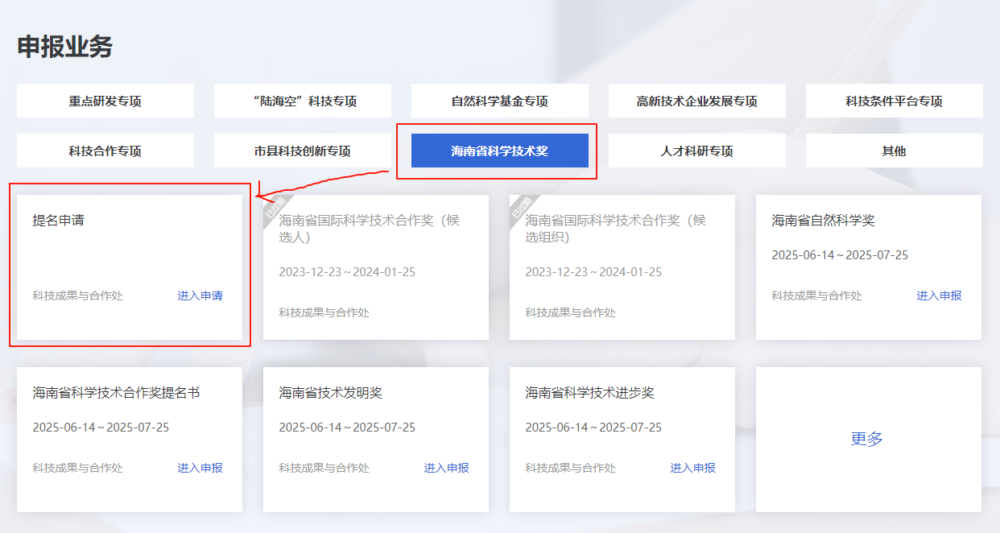 申报业务
重点研发专项
“陆海空”科技专项
自然科学基金专项
高新技术企业发展专项
科技条件平台专项
科技合作专项
市县科技创新专项
海南省科学技术奖
人才科研专项
其他
提名申请
科技成果与合作处
进入申请
已过期
海南省国际科学技术合作奖（候
选人）
2023-12-23～2024-01-25
科技成果与合作处
已过期
海南省国际科学技术合作奖（候
选组织）
2023-12-23～2024-01-25
科技成果与合作处
海南省自然科学奖
2025-06-14～2025-07-25
科技成果与合作处
进入申报
海南省科学技术合作奖提名书
2025-06-14～2025-07-25
科技成果与合作处
进入申报
海南省技术发明奖
2025-06-14～2025-07-25
科技成果与合作处
进入申报
海南省科学技术进步奖
2025-06-14～2025-07-25
科技成果与合作处
进入申报
更多